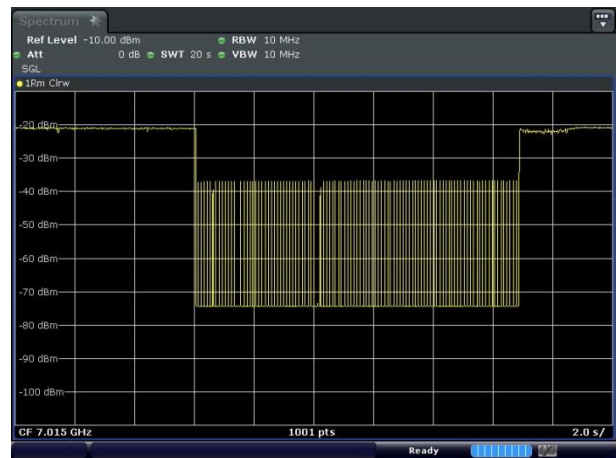 Spectrum
Ref Level -10.00 dBm RBW 10 MHz
Att 0 dB SWT 20 s VBW 10 MHz
SGL
1Rm Clrw
-20 dBm
-30 dBm
-40 dBm
-50 dBm
-60 dBm
-70 dBm
-80 dBm
-90 dBm
-100 dBm
CF 7.015 GHz 1001 pts 2.0 s/
Ready